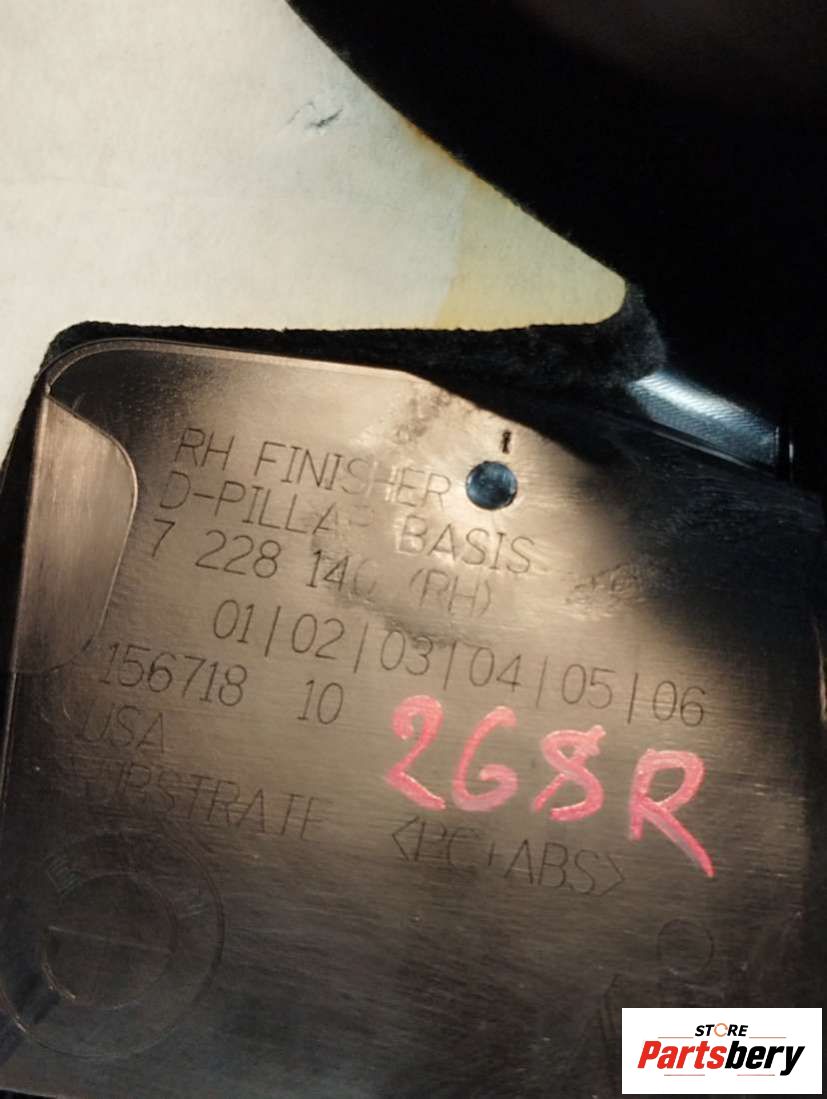 RH FINISHER
D-PILLAR BASIS
7 228 140 (RH)
01|02|03|04|05|06
156718 10
USA
268R
SUBSTRATE <PC+ABS>
STORE
Partsbery